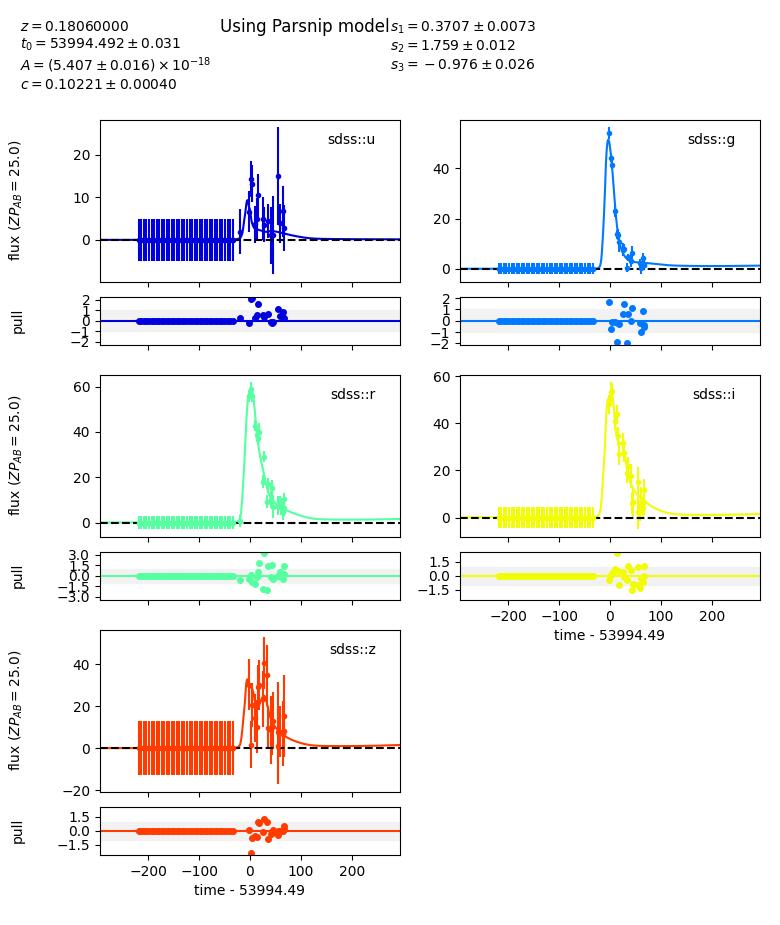 Using Parsnip model
z = 0.18060000
t0 = 53994.492 ± 0.031
A = (5.407 ± 0.016) × 10^−18
c = 0.10221 ± 0.00040
s1 = 0.3707 ± 0.0073
s2 = 1.759 ± 0.012
s3 = −0.976 ± 0.026
sdss::u
flux (ZP_AB = 25.0)
20
10
0
pull
2
1
0
−1
−2
sdss::g
40
20
0
2
1
0
−1
−2
sdss::r
flux (ZP_AB = 25.0)
60
40
20
0
pull
3.0
1.5
0.0
−1.5
−3.0
sdss::i
60
40
20
0
1.5
0.0
−1.5
−200 −100 0 100 200
time - 53994.49
sdss::z
flux (ZP_AB = 25.0)
40
20
0
−20
pull
1.5
0.0
−1.5
−200 −100 0 100 200
time - 53994.49